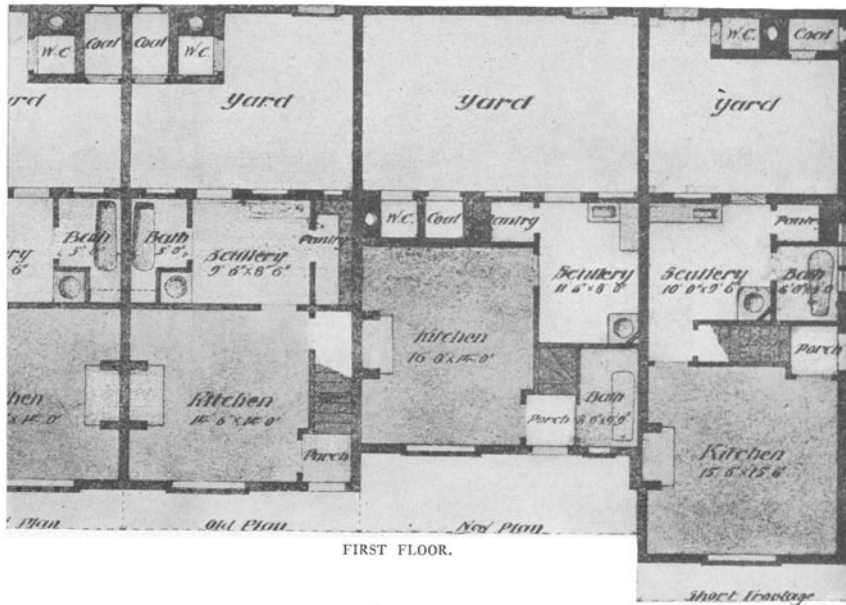 W.C.
Coal
Coal
W.C.
W.C.
Coal
Yard
Yard
Yard
Bath
Bath
Scullery
9' 6" x 8' 6"
Pantry
W.C.
Coal
Pantry
Scullery
11' 6" x 8' 0"
Scullery
10' 0" x 9' 6"
Pantry
Bath
Porch
Kitchen
16' 0" x 14' 0"
Kitchen
14' 6" x 14' 0"
Porch
Porch
Bath
Kitchen
15' 6" x 15' 6"
Plan
Old Plan
New Plan
Short Frontage
FIRST FLOOR.